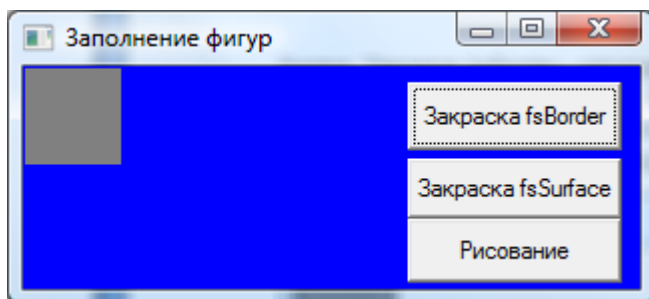 Заполнение фигур
Закраска fsBorder
Закраска fsSurface
Рисование